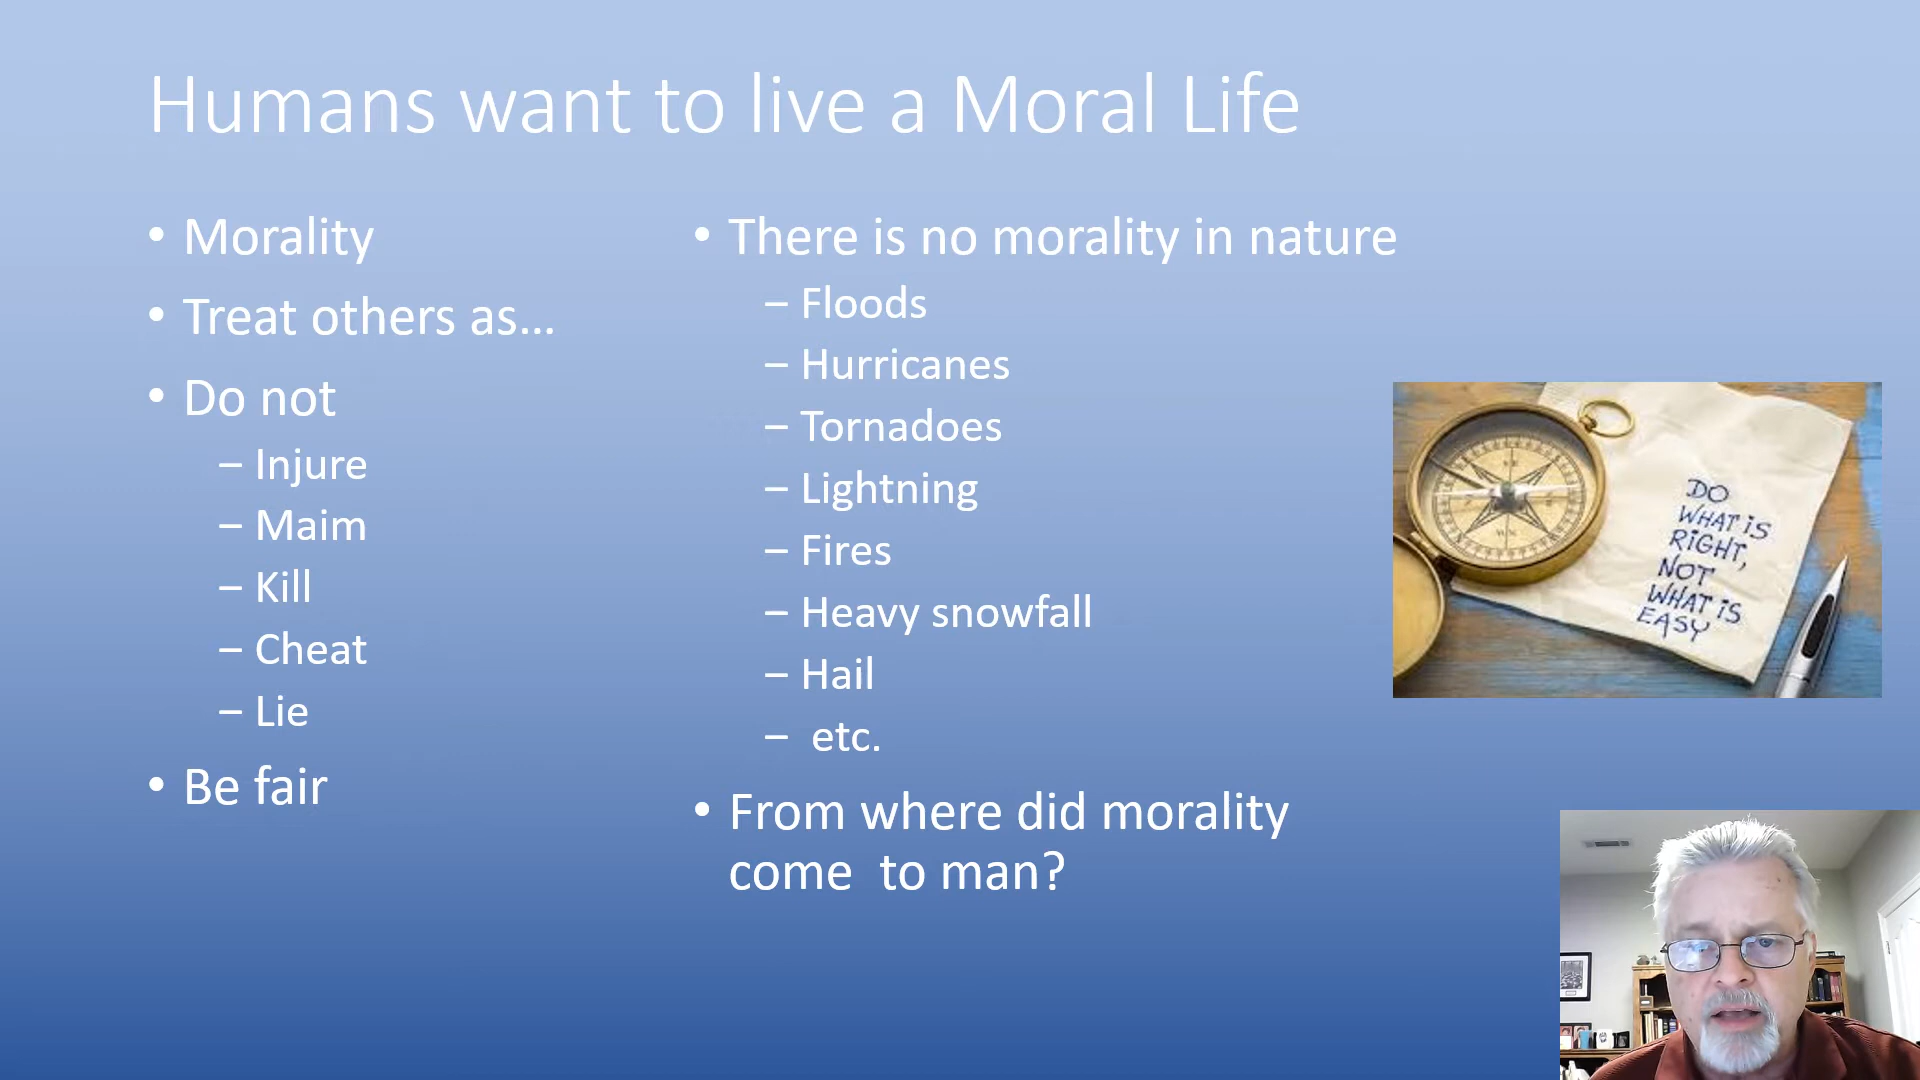 Humans want to live a Moral Life
• Morality
• Treat others as…
• Do not
– Injure
– Maim
– Kill
– Cheat
– Lie
• Be fair
• There is no morality in nature
– Floods
– Hurricanes
– Tornadoes
– Lightning
– Fires
– Heavy snowfall
– Hail
– etc.
• From where did morality
come to man?
DO
WHAT iS
RiGHT,
NOT
WHAT iS
EASY